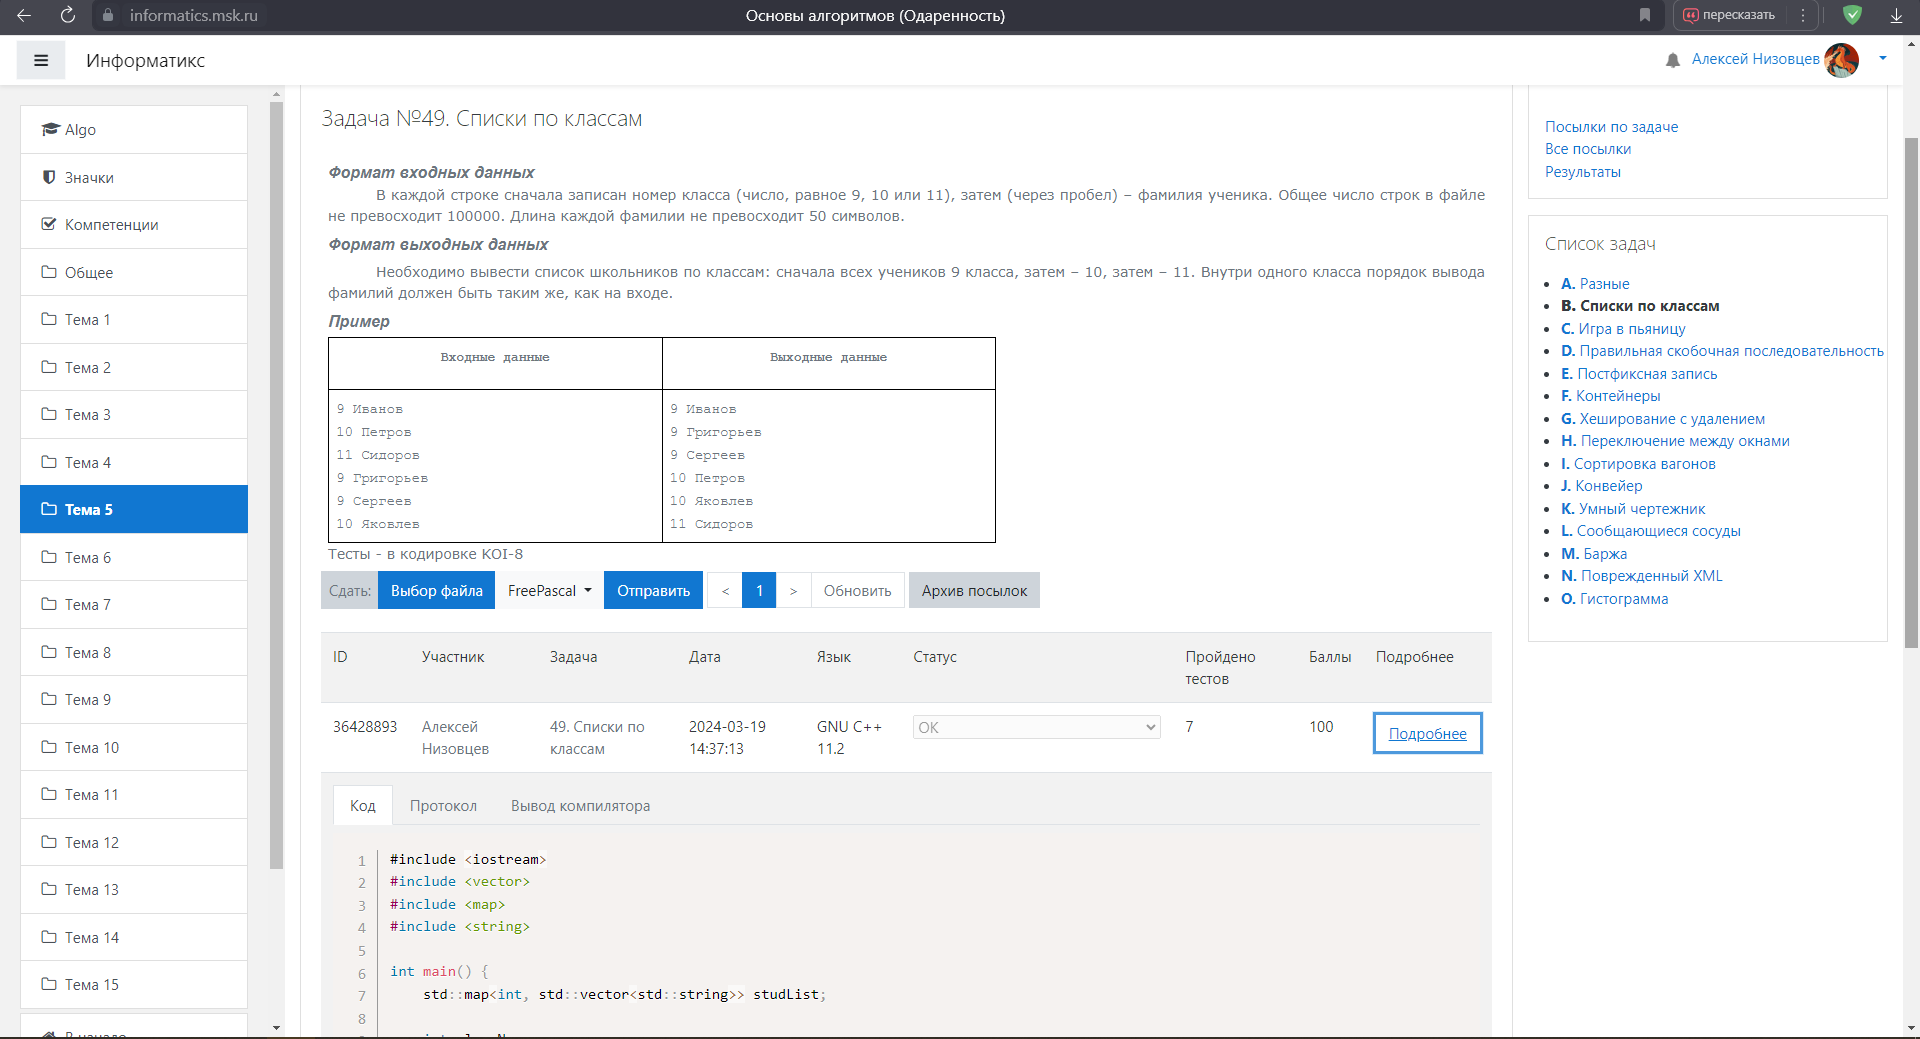 informatics.msk.ru
Основы алгоритмов (Одаренность)
пересказать
Информатикс
Алексей Низовцев
Algo
Значки
Компетенции
Общее
Тема 1
Тема 2
Тема 3
Тема 4
Тема 5
Тема 6
Тема 7
Тема 8
Тема 9
Тема 10
Тема 11
Тема 12
Тема 13
Тема 14
Тема 15
В начало
Задача №49. Списки по классам
Формат входных данных
В каждой строке сначала записан номер класса (число, равное 9, 10 или 11), затем (через пробел) – фамилия ученика. Общее число строк в файле
не превосходит 100000. Длина каждой фамилии не превосходит 50 символов.
Формат выходных данных
Необходимо вывести список школьников по классам: сначала всех учеников 9 класса, затем – 10, затем – 11. Внутри одного класса порядок вывода
фамилий должен быть таким же, как на входе.
Пример
Входные данные Выходные данные
9 Иванов 9 Иванов
10 Петров 9 Григорьев
11 Сидоров 9 Сергеев
9 Григорьев 10 Петров
9 Сергеев 10 Яковлев
10 Яковлев 11 Сидоров
Тесты - в кодировке KOI-8
Сдать: Выбор файла FreePascal Отправить < 1 > Обновить Архив посылок
ID Участник Задача Дата Язык Статус Пройдено Баллы Подробнее
тестов
36428893 Алексей 49. Списки по 2024-03-19 GNU C++ OK 7 100 Подробнее
Низовцев классам 14:37:13 11.2
Код Протокол Вывод компилятора
1 #include <iostream>
2 #include <vector>
3 #include <map>
4 #include <string>
5
6 int main() {
7 std::map<int, std::vector<std::string>> studList;
8
Посылки по задаче
Все посылки
Результаты
Список задач
A. Разные
B. Списки по классам
C. Игра в пьяницу
D. Правильная скобочная последовательность
E. Постфиксная запись
F. Контейнеры
G. Хеширование с удалением
H. Переключение между окнами
I. Сортировка вагонов
J. Конвейер
K. Умный чертежник
L. Сообщающиеся сосуды
M. Баржа
N. Поврежденный XML
O. Гистограмма